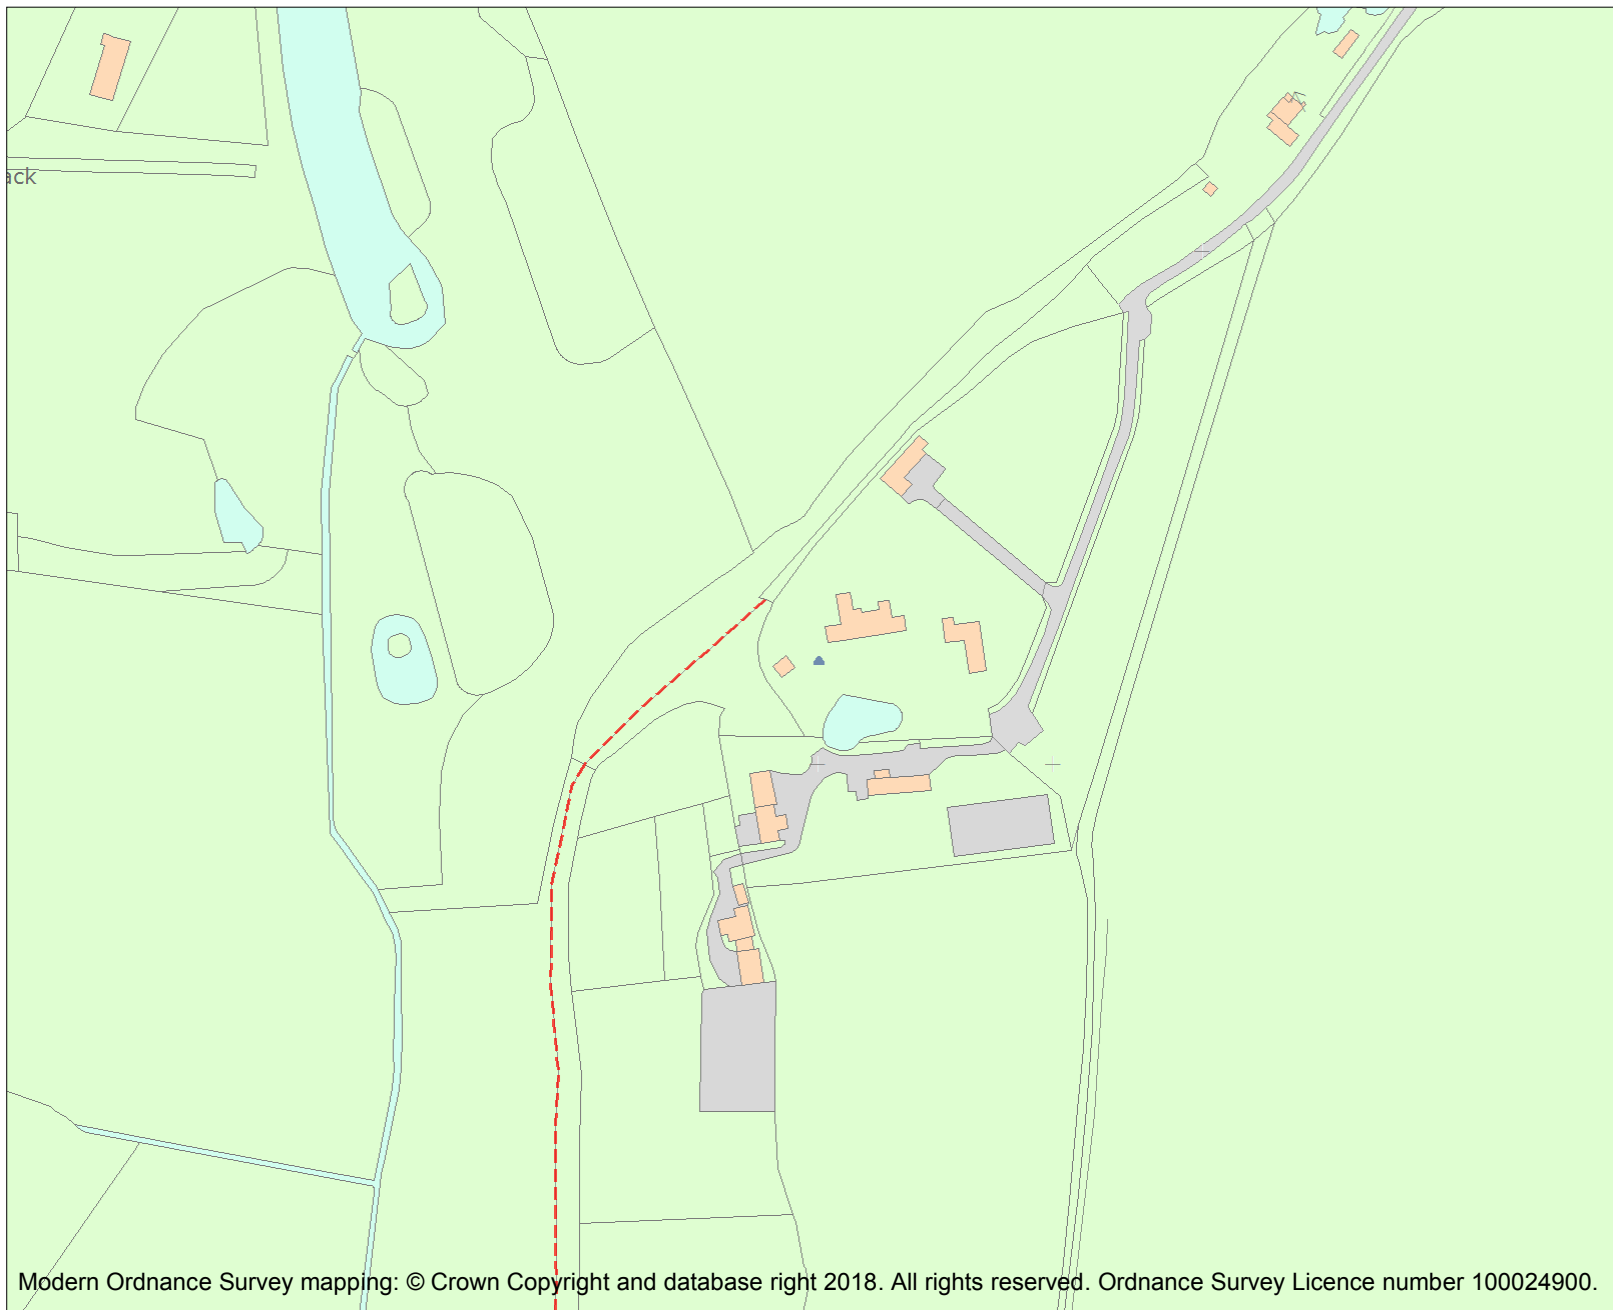 ack
Modern Ordnance Survey mapping: © Crown Copyright and database right 2018. All rights reserved. Ordnance Survey Licence number 100024900.